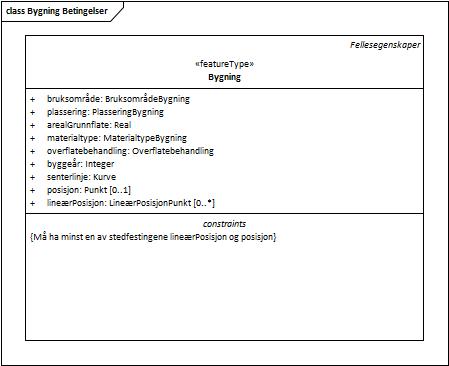 class Bygning Betingelser
Fellesegenskaper
«featureType»
Bygning
+ bruksområde: BruksområdeBygning
+ plassering: PlasseringBygning
+ arealGrunnflate: Real
+ materialtype: MaterialtypeBygning
+ overflatebehandling: Overflatebehandling
+ byggeår: Integer
+ senterlinje: Kurve
+ posisjon: Punkt [0..1]
+ lineærPosisjon: LineærPosisjonPunkt [0..*]
constraints
{Må ha minst en av stedfestingene lineærPosisjon og posisjon}